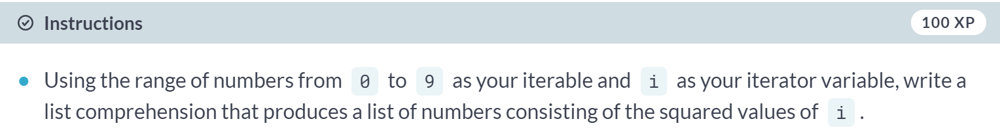 Instructions
100 XP
Using the range of numbers from 0 to 9 as your iterable and i as your iterator variable, write a
list comprehension that produces a list of numbers consisting of the squared values of i .